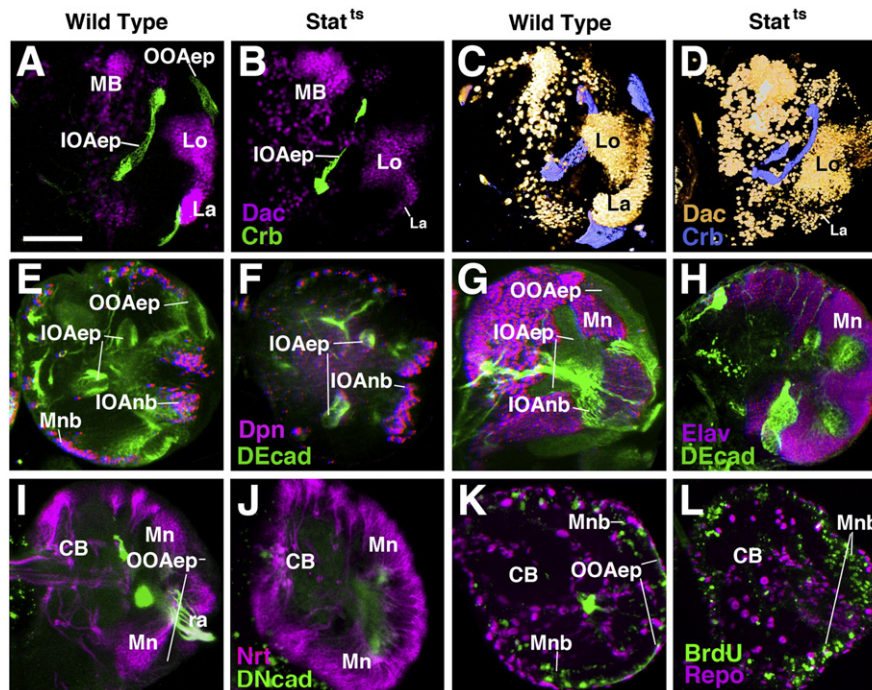 Wild Type Stat ts Wild Type Stat ts
A OOAep MB IOAep Lo La
B MB IOAep Lo La Dac Crb
C Lo La
D Lo La Dac Crb
E OOAep IOAep IOAnb Mnb
F IOAep IOAnb Dpn DEcad
G OOAep Mn IOAep IOAnb
H Mn Elav DEcad
I Mn CB OOAep ra Mn
J CB Mn Mn Nrt DNcad
K Mnb CB OOAep Mnb
L Mnb CB BrdU Repo